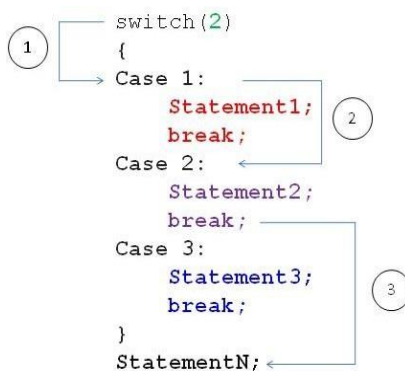 switch(2)
1
{
Case 1:
Statement1;
2
break;
Case 2:
Statement2;
break;
Case 3:
Statement3;
3
break;
}
StatementN;